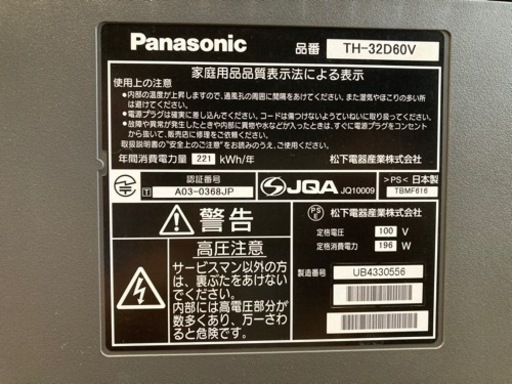 Panasonic 品番 TH-32D60V
家庭用品品質表示法による表示
使用上の注意
●内部の温度が上昇しますので、通風孔の周囲に間隔をあけてください。また湿気やほこりの多い所は避けてください。
●電源プラグは確実に差し込んでください。コードは傷つけないようにていねいに取り扱ってください。
●故障や異常が発生したときや内部に異物や水などが入ったときは、すぐに電源プラグをコンセントから抜いて、販売店に修理をご依頼ください。
取扱説明書の"安全上のご注意"をよくお読みください。
年間消費電力量 221 kWh/年 松下電器産業株式会社
認証番号
T A03-0368JP
JQA JQ10009
>PS< 日本製
TBMF616
警告
高圧注意
サービスマン以外の方は、裏ぶたをあけないでください。
内部には高電圧部分が数多くあり、万一さわると危険です。
PSE 松下電器産業株式会社
定格電圧 100 V
定格消費電力 196 W
製造番号 UB4330556